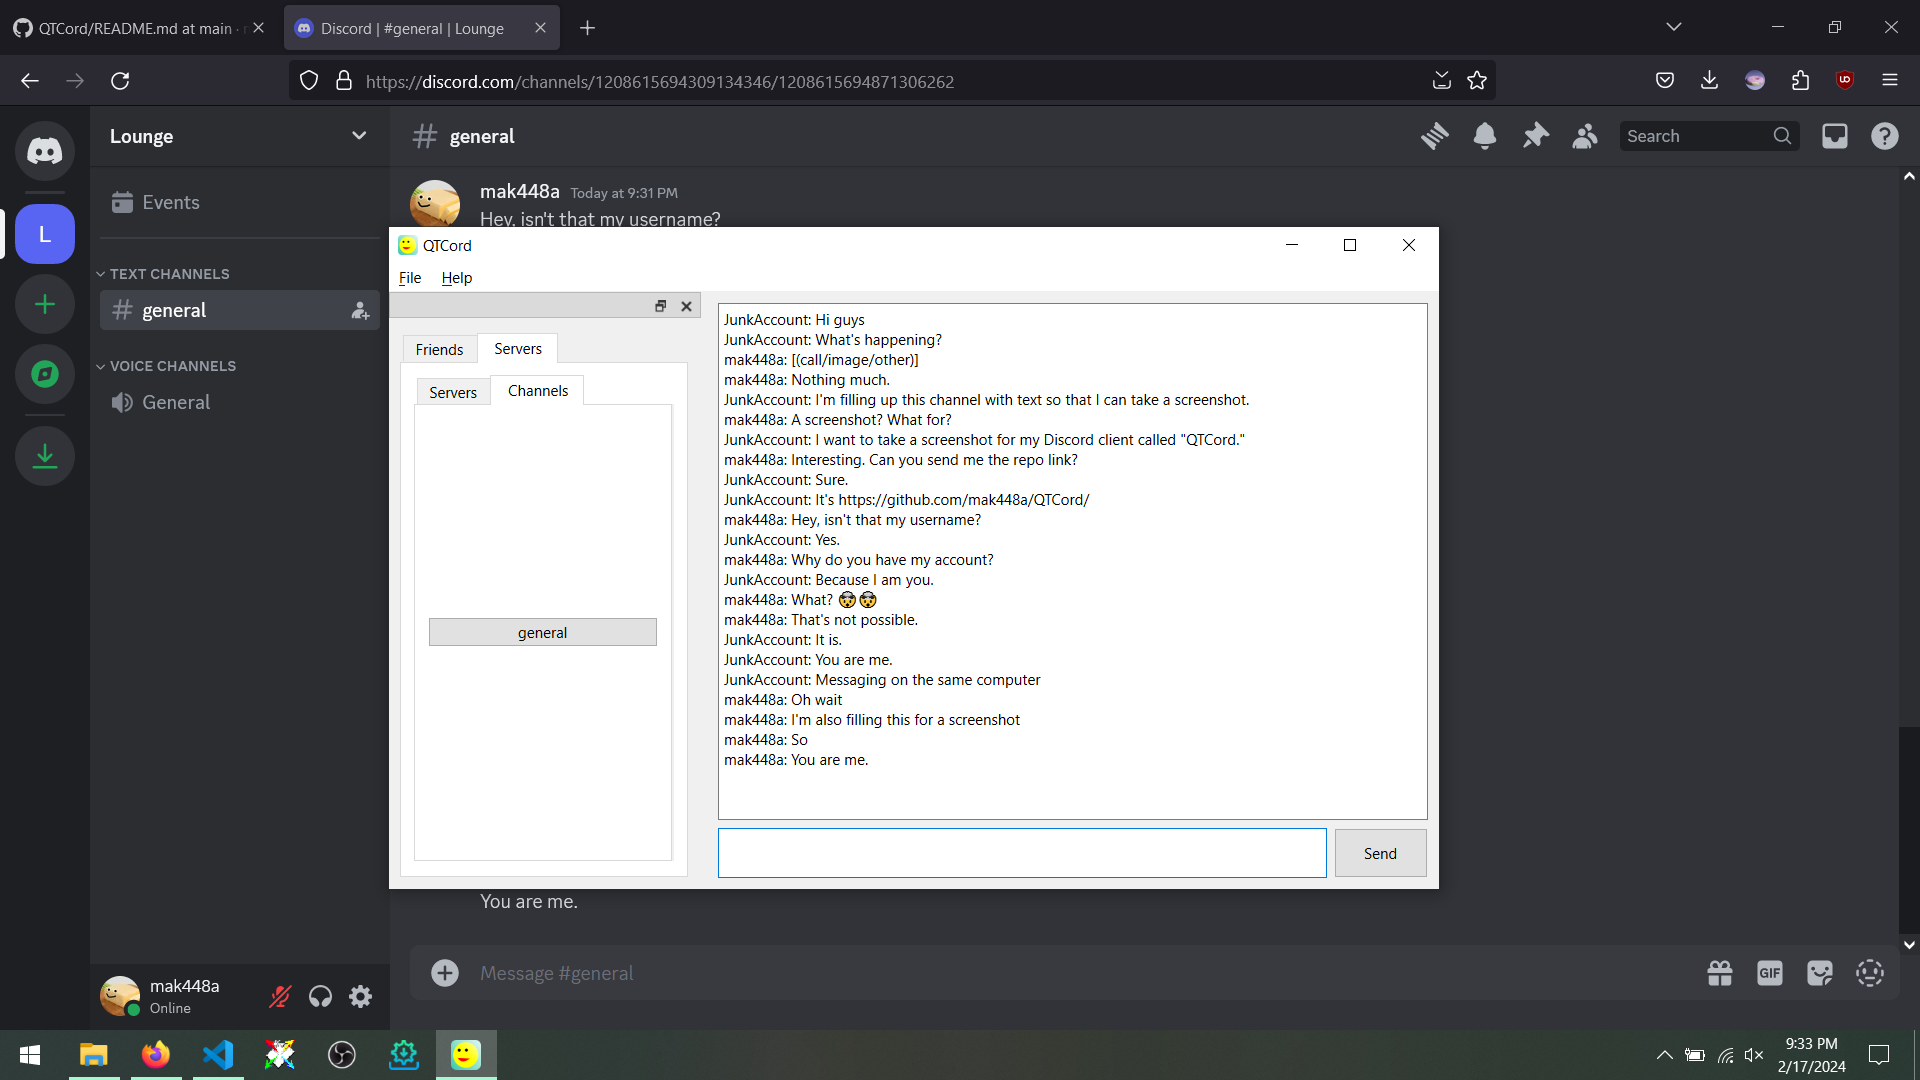 QTCord/README.md at main ·
Discord | #general | Lounge
https://discord.com/channels/1208615694309134346/1208615694871306262
Lounge
general
Search
Events
TEXT CHANNELS
general
VOICE CHANNELS
General
L
mak448a Today at 9:31 PM
Hey, isn't that my username?
QTCord
File Help
Friends Servers
Servers Channels
general
JunkAccount: Hi guys
JunkAccount: What's happening?
mak448a: [(call/image/other)]
mak448a: Nothing much.
JunkAccount: I'm filling up this channel with text so that I can take a screenshot.
mak448a: A screenshot? What for?
JunkAccount: I want to take a screenshot for my Discord client called "QTCord."
mak448a: Interesting. Can you send me the repo link?
JunkAccount: Sure.
JunkAccount: It's https://github.com/mak448a/QTCord/
mak448a: Hey, isn't that my username?
JunkAccount: Yes.
mak448a: Why do you have my account?
JunkAccount: Because I am you.
mak448a: What? 🤯🤯
mak448a: That's not possible.
JunkAccount: It is.
JunkAccount: You are me.
JunkAccount: Messaging on the same computer
mak448a: Oh wait
mak448a: I'm also filling this for a screenshot
mak448a: So
mak448a: You are me.
Send
You are me.
Message #general
GIF
mak448a
Online
9:33 PM
2/17/2024